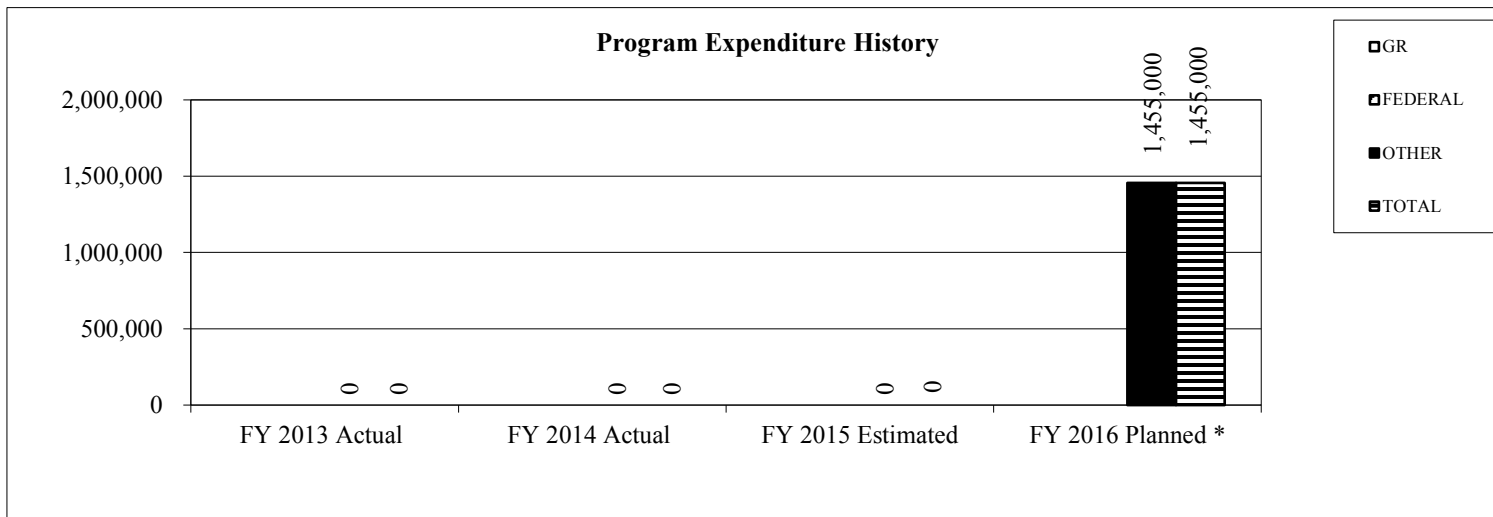 Program Expenditure History
GR
FEDERAL
OTHER
TOTAL
1,455,000
1,455,000
2,000,000
1,500,000
1,000,000
500,000
0
0
0
0
0
0
0
FY 2013 Actual
FY 2014 Actual
FY 2015 Estimated
FY 2016 Planned *